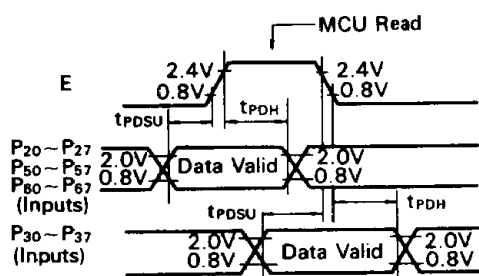 MCU Read
E
2.4V
0.8V
2.4V
0.8V
tPDSU
tPDH
P20~P27
P50~P57
P60~P67
(Inputs)
2.0V
0.8V
Data Valid
2.0V
0.8V
tPDSU
tPDH
P30~P37
(Inputs)
2.0V
0.8V
Data Valid
2.0V
0.8V